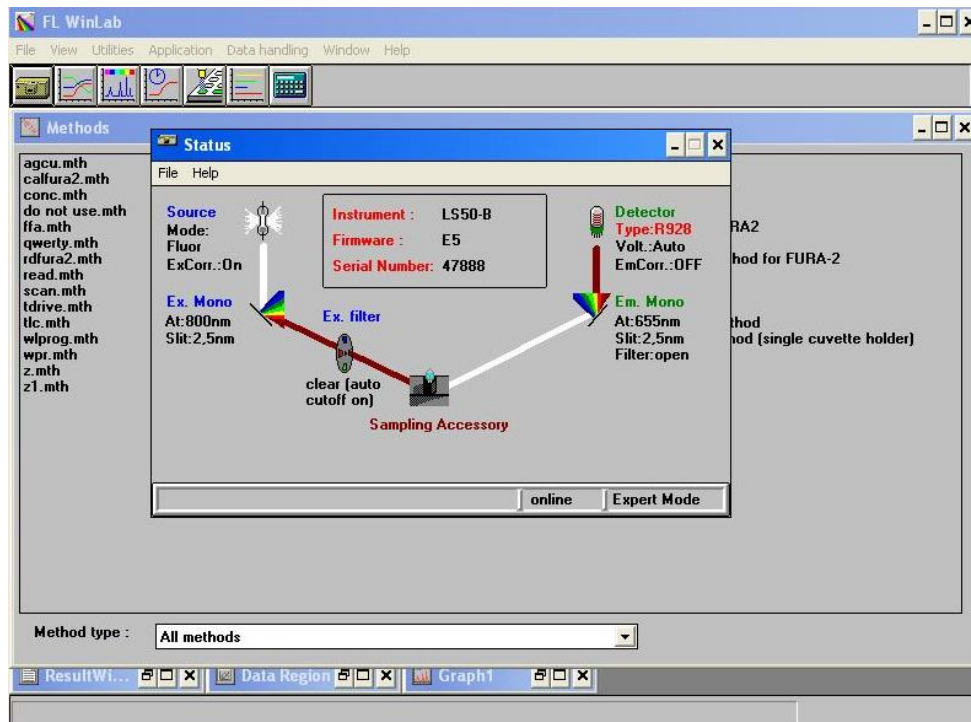 FL WinLab
File View Utilities Application Data handling Window Help
Methods
agcu.mth
calfura2.mth
conc.mth
do not use.mth
ffa.mth
qwerty.mth
rdfura2.mth
read.mth
scan.mth
tdrive.mth
tlc.mth
wlprog.mth
wpr.mth
z.mth
z1.mth
RA2
hod for FURA-2
thod
nod (single cuvette holder)
Status
File Help
Source
Mode:
Fluor
ExCorr.:On
Instrument : LS50-B
Firmware : E5
Serial Number: 47888
Detector
Type:R928
Volt.:Auto
EmCorr.:OFF
Ex. Mono
At:800nm
Slit:2,5nm
Ex. filter
clear (auto
cutoff on)
Em. Mono
At:655nm
Slit:2,5nm
Filter:open
Sampling Accessory
online Expert Mode
Method type : All methods
ResultWi... Data Region Graph1